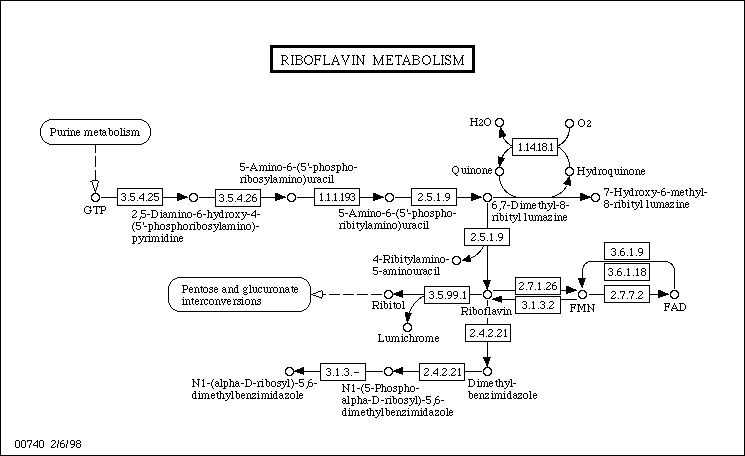 RIBOFLAVIN METABOLISM
H2O
O2
1.14.18.1
Purine metabolism
Quinone
Hydroquinone
5-Amino-6-(5'-phospho-
ribosylamino)uracil
GTP
3.5.4.25
3.5.4.26
1.1.1.193
2.5.1.9
2,5-Diamino-6-hydroxy-4-
(5'-phosphoribosylamino)-
pyrimidine
5-Amino-6-(5'-phospho-
ribitylamino)uracil
6,7-Dimethyl-8-
ribityl lumazine
7-Hydroxy-6-methyl-
8-ribityl lumazine
2.5.1.9
4-Ribitylamino-
5-aminouracil
3.6.1.9
3.6.1.18
Pentose and glucuronate
interconversions
Ribitol
3.5.99.1
Riboflavin
2.7.1.26
3.1.3.2
FMN
2.7.7.2
FAD
Lumichrome
2.4.2.21
3.1.3.-
2.4.2.21
N1-(alpha-D-ribosyl)-5,6-
dimethylbenzimidazole
N1-(5-Phospho-
alpha-D-ribosyl)-5,6-
dimethylbenzimidazole
Dimethyl-
benzimidazole
00740 2/6/98